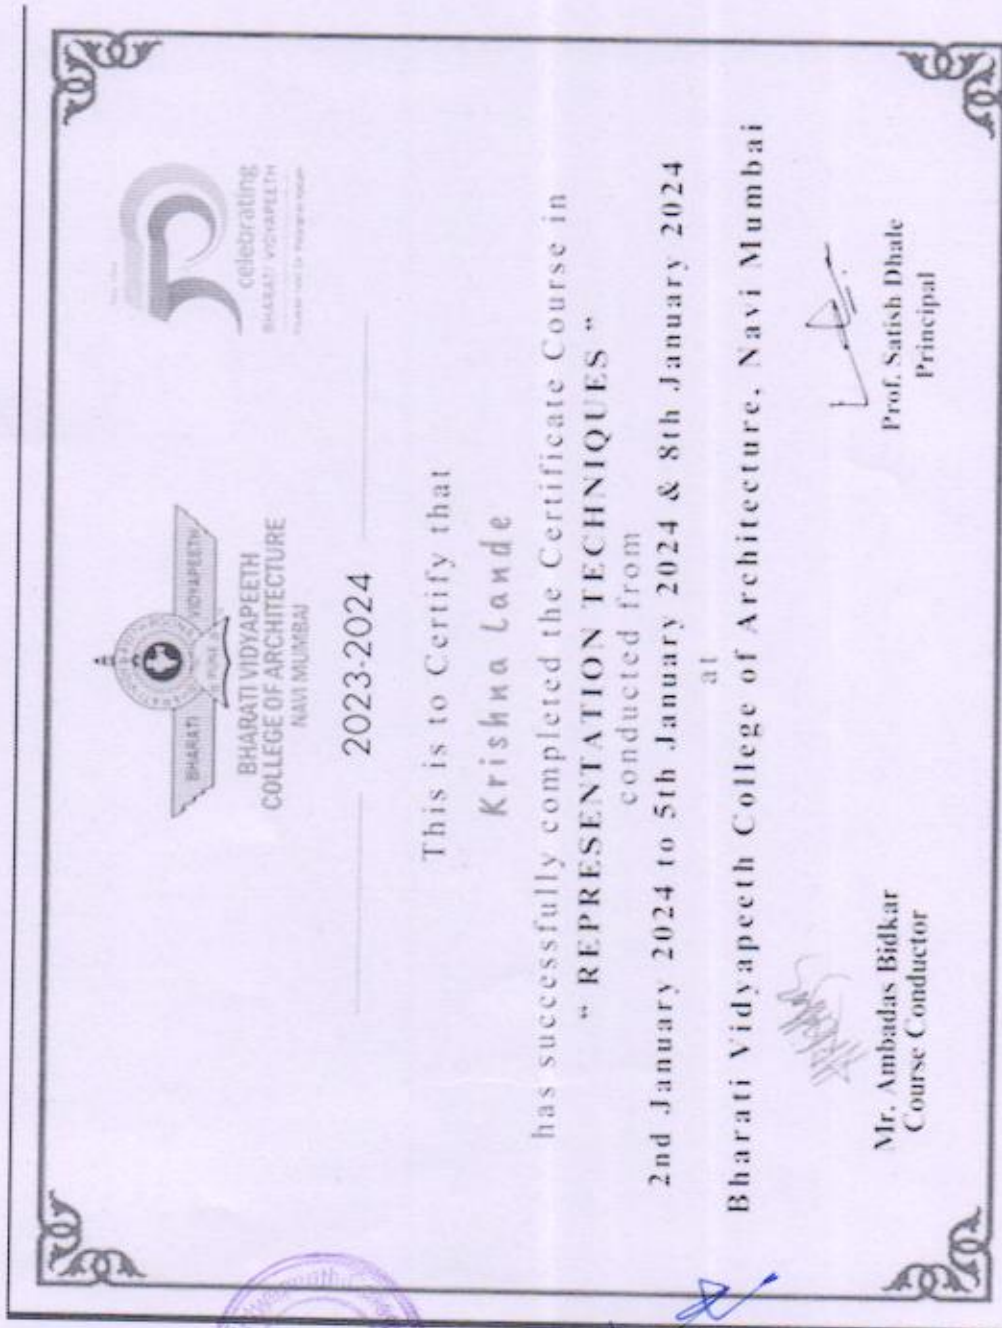 BHARATI VIDYAPEETH
BHARATI VIDYAPEETH
COLLEGE OF ARCHITECTURE
NAVI MUMBAI
celebrating
BHARATI VIDYAPEETH
2023-2024
This is to Certify that
Krishna Lande
has successfully completed the Certificate Course in
“ REPRESENTATION TECHNIQUES ”
conducted from
2nd January 2024 to 5th January 2024 & 8th January 2024
at
Bharati Vidyapeeth College of Architecture, Navi Mumbai
Mr. Ambadas Bidkar
Course Conductor
Prof. Satish Dhale
Principal